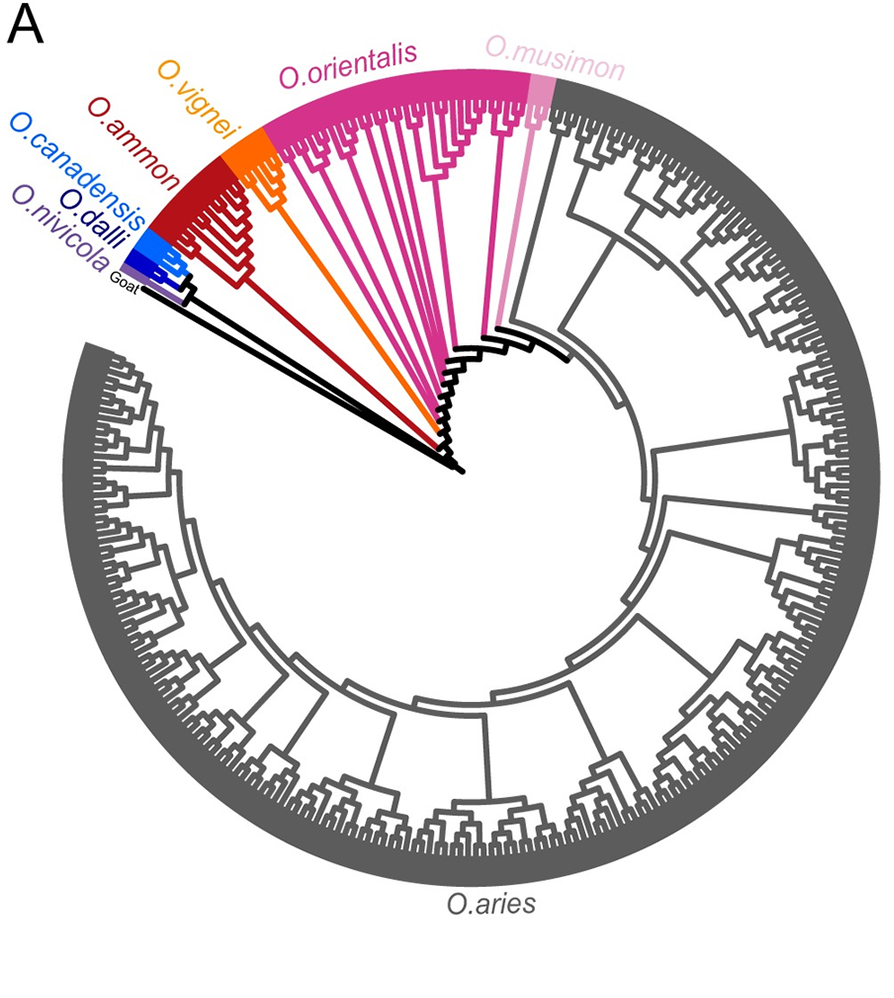 A
O.musimon
O.orientalis
O.vignei
O.ammon
O.canadensis
O.dalli
O.nivicola
Goat
O.aries